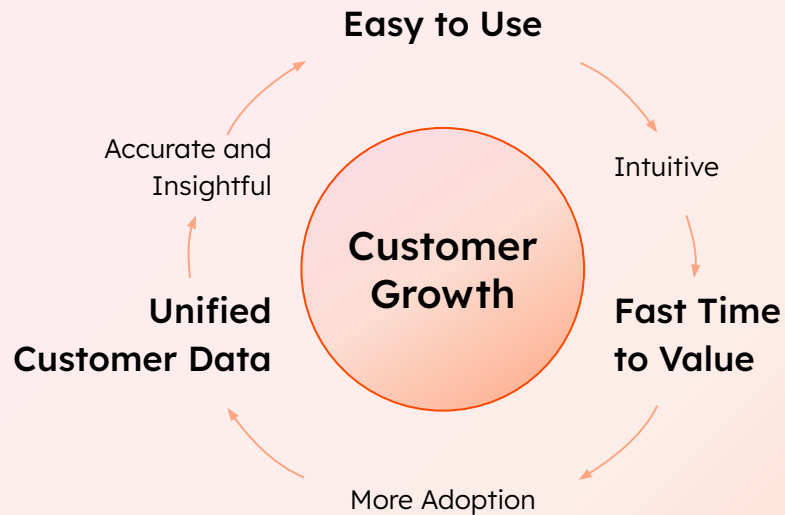 Easy to Use
Accurate and
Insightful
Intuitive
Customer
Growth
Unified
Customer Data
Fast Time
to Value
More Adoption